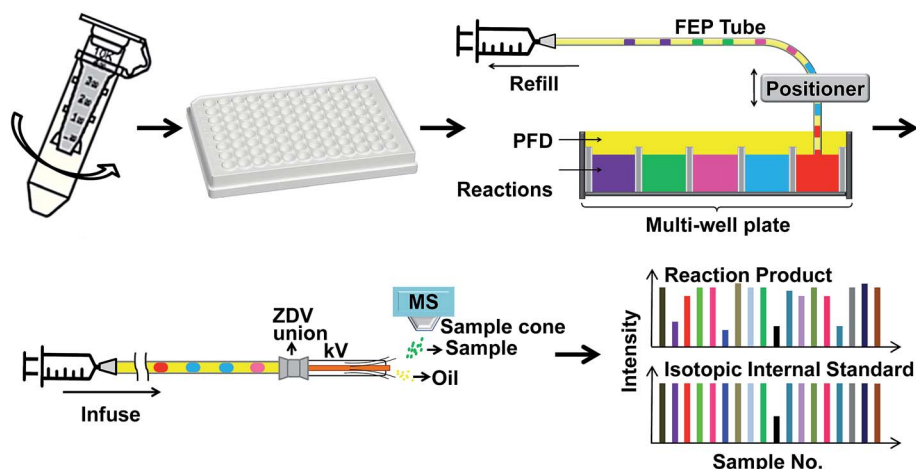 10K
FEP Tube
Refill
Positioner
PFD
Reactions
Multi-well plate
ZDV
union
kV
MS
Sample cone
Sample
Oil
Infuse
Reaction Product
Intensity
Isotopic Internal Standard
Sample No.